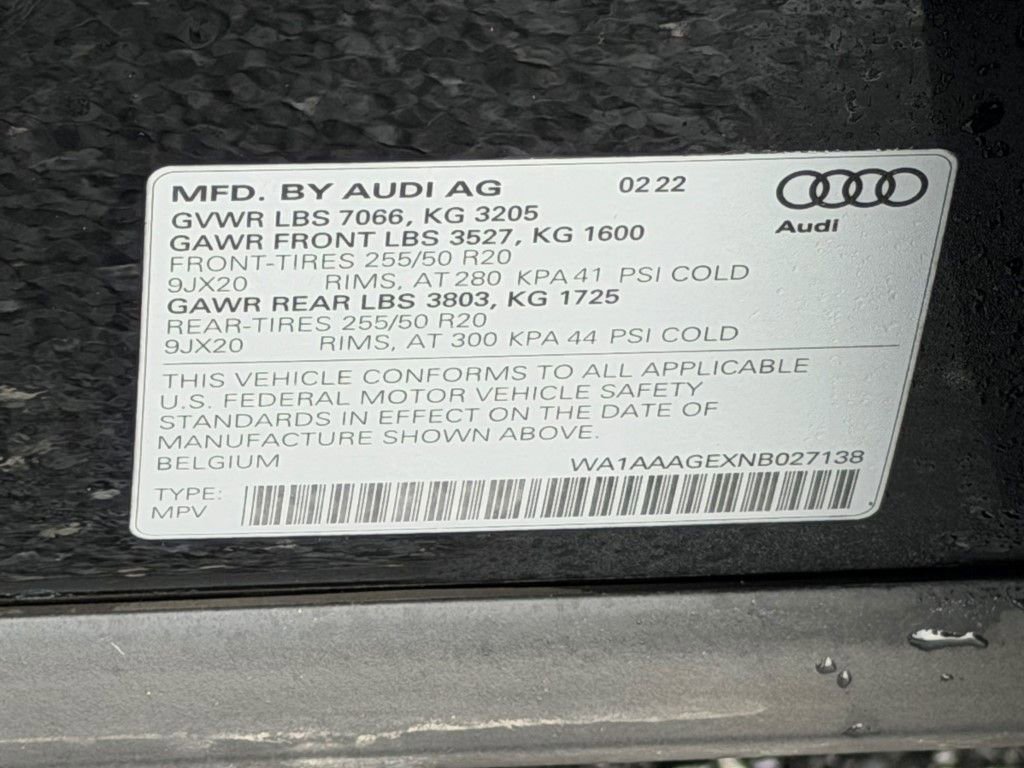 MFD. BY AUDI AG 02 22
Audi
GVWR LBS 7066, KG 3205
GAWR FRONT LBS 3527, KG 1600
FRONT-TIRES 255/50 R20
9JX20 RIMS, AT 280 KPA 41 PSI COLD
GAWR REAR LBS 3803, KG 1725
REAR-TIRES 255/50 R20
9JX20 RIMS, AT 300 KPA 44 PSI COLD
THIS VEHICLE CONFORMS TO ALL APPLICABLE
U.S. FEDERAL MOTOR VEHICLE SAFETY
STANDARDS IN EFFECT ON THE DATE OF
MANUFACTURE SHOWN ABOVE.
BELGIUM WA1AAAGEXNB027138
TYPE:
MPV